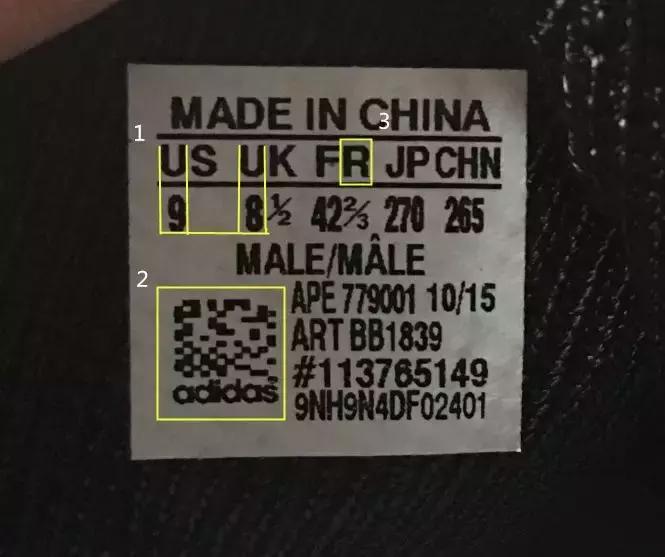 MADE IN CHINA
3
1
US UK FR JP CHN
9 8½ 42⅔ 270 265
MALE/MÂLE
2
APE 779001 10/15
ART BB1839
#113765149
adidas
9NH9N4DF02401